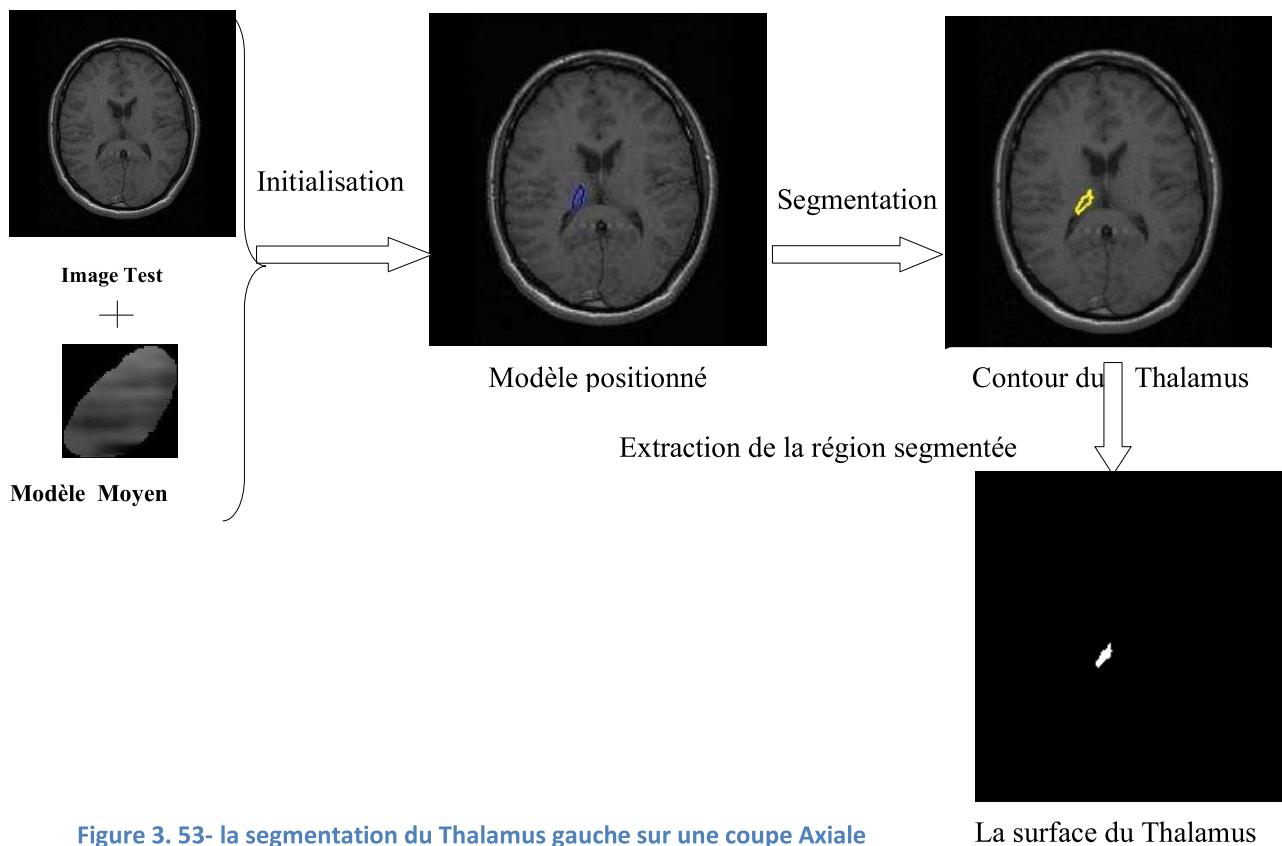 Image Test
Modèle Moyen
Initialisation
Modèle positionné
Segmentation
Contour du Thalamus
Extraction de la région segmentée
La surface du Thalamus
Figure 3. 53- la segmentation du Thalamus gauche sur une coupe Axiale